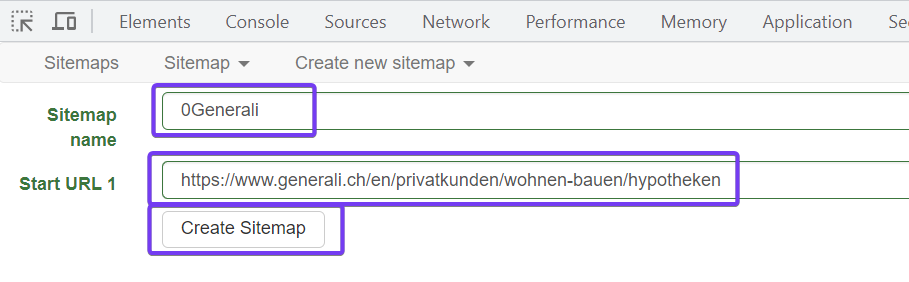 Elements Console Sources Network Performance Memory Application
Sitemaps Sitemap Create new sitemap
Sitemap name 0Generali
Start URL 1 https://www.generali.ch/en/privatkunden/wohnen-bauen/hypotheken
Create Sitemap